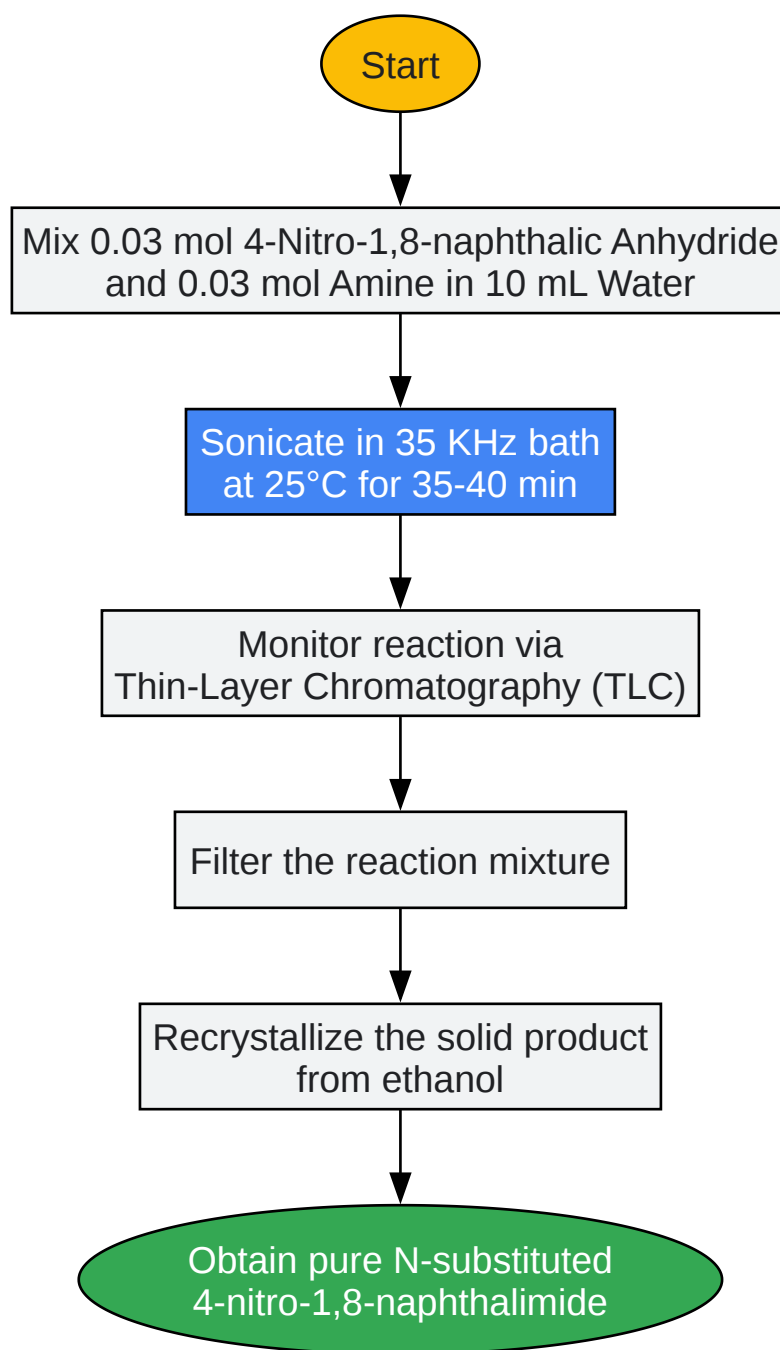 Start
Mix 0.03 mol 4-Nitro-1,8-naphthalic Anhydride
and 0.03 mol Amine in 10 mL Water
Sonicate in 35 KHz bath
at 25°C for 35-40 min
Monitor reaction via
Thin-Layer Chromatography (TLC)
Filter the reaction mixture
Recrystallize the solid product
from ethanol
Obtain pure N-substituted
4-nitro-1,8-naphthalimide